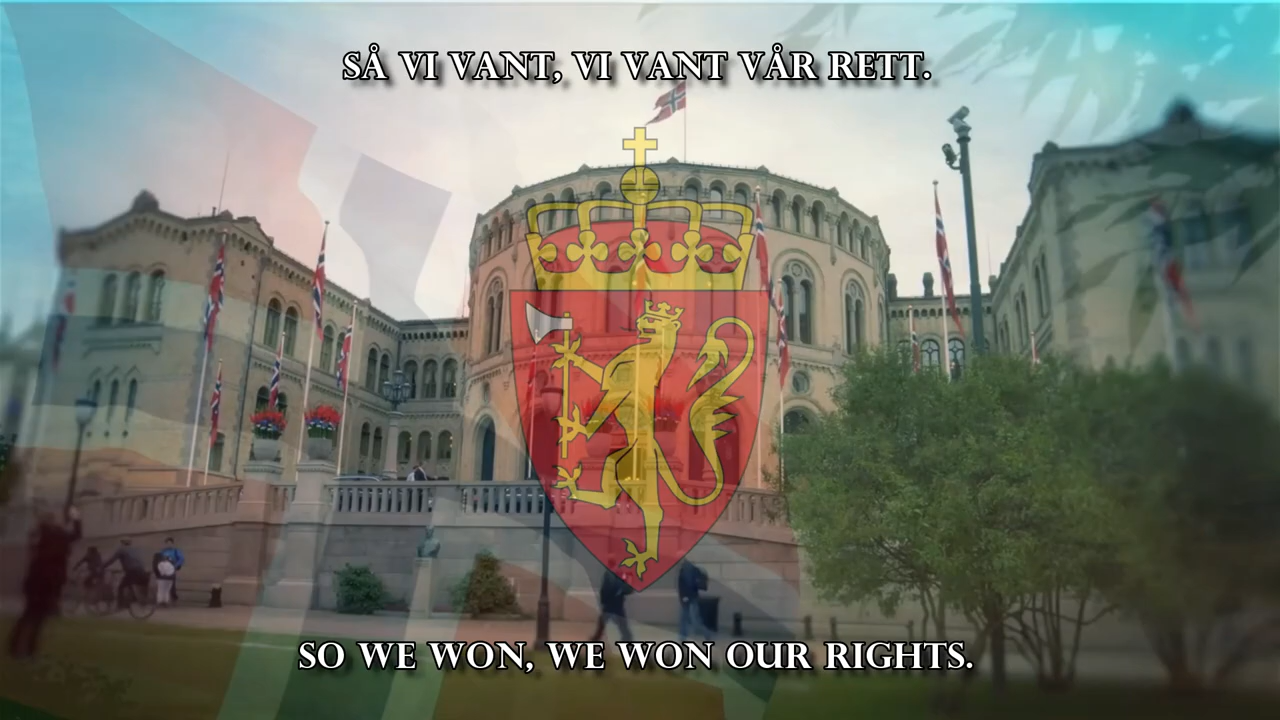 SÅ VI VANT, VI VANT VÅR RETT.
SO WE WON, WE WON OUR RIGHTS.